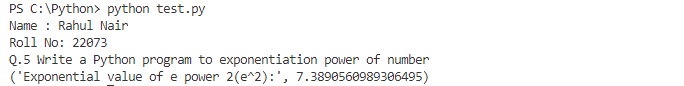 PS C:\Python> python test.py
Name : Rahul Nair
Roll No: 22073
Q.5 Write a Python program to exponentiation power of number
('Exponential value of e power 2(e^2):', 7.3890560989306495)